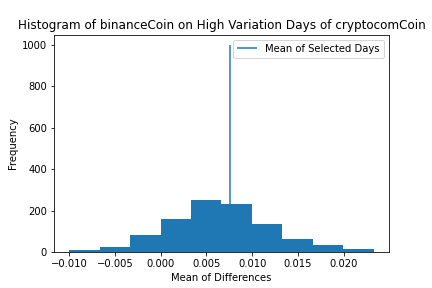 Histogram of binanceCoin on High Variation Days of cryptocomCoin
Mean of Selected Days
Frequency
1000
800
600
400
200
0
−0.010 −0.005 0.000 0.005 0.010 0.015 0.020
Mean of Differences